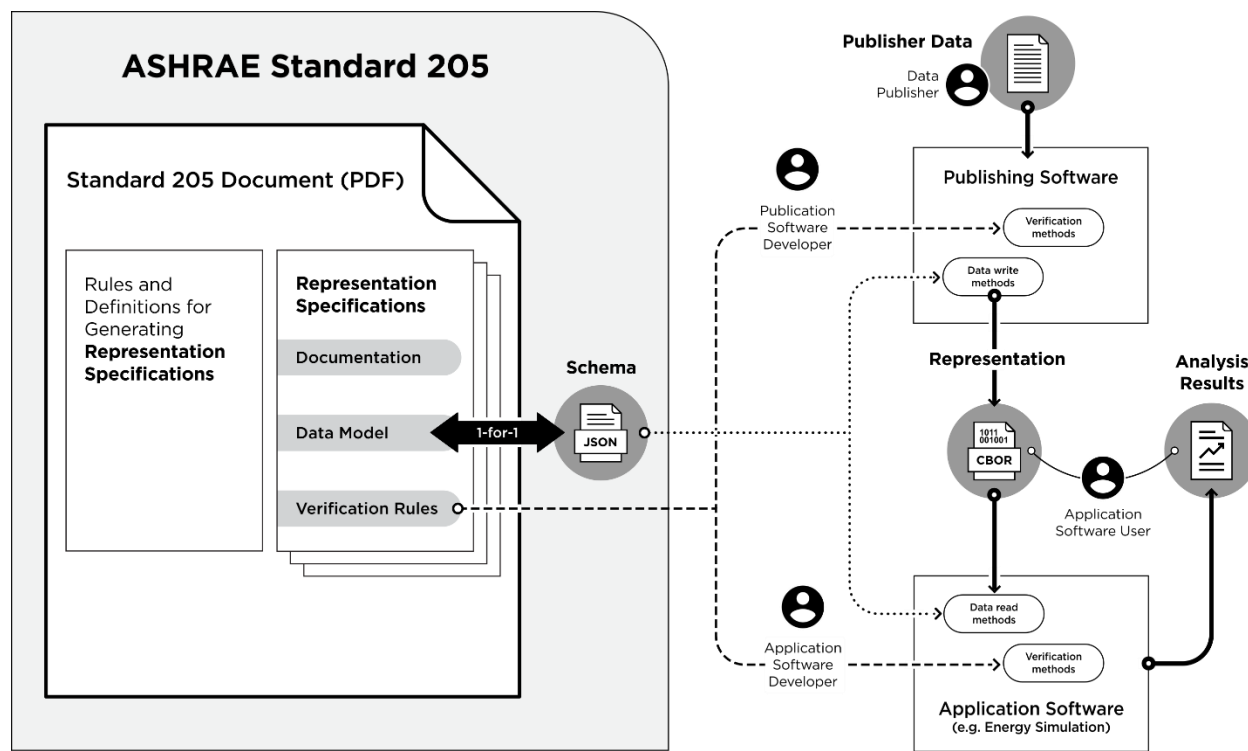 ASHRAE Standard 205
Standard 205 Document (PDF)
Rules and
Definitions for
Generating
Representation
Specifications
Representation
Specifications
Documentation
Data Model
Verification Rules
1-for-1
Schema
JSON
Publisher Data
Data
Publisher
Publication
Software
Developer
Publishing Software
Verification
methods
Data write
methods
Representation
1011
001001
CBOR
Analysis
Results
Application
Software User
Application
Software
Developer
Data read
methods
Verification
methods
Application Software
(e.g. Energy Simulation)